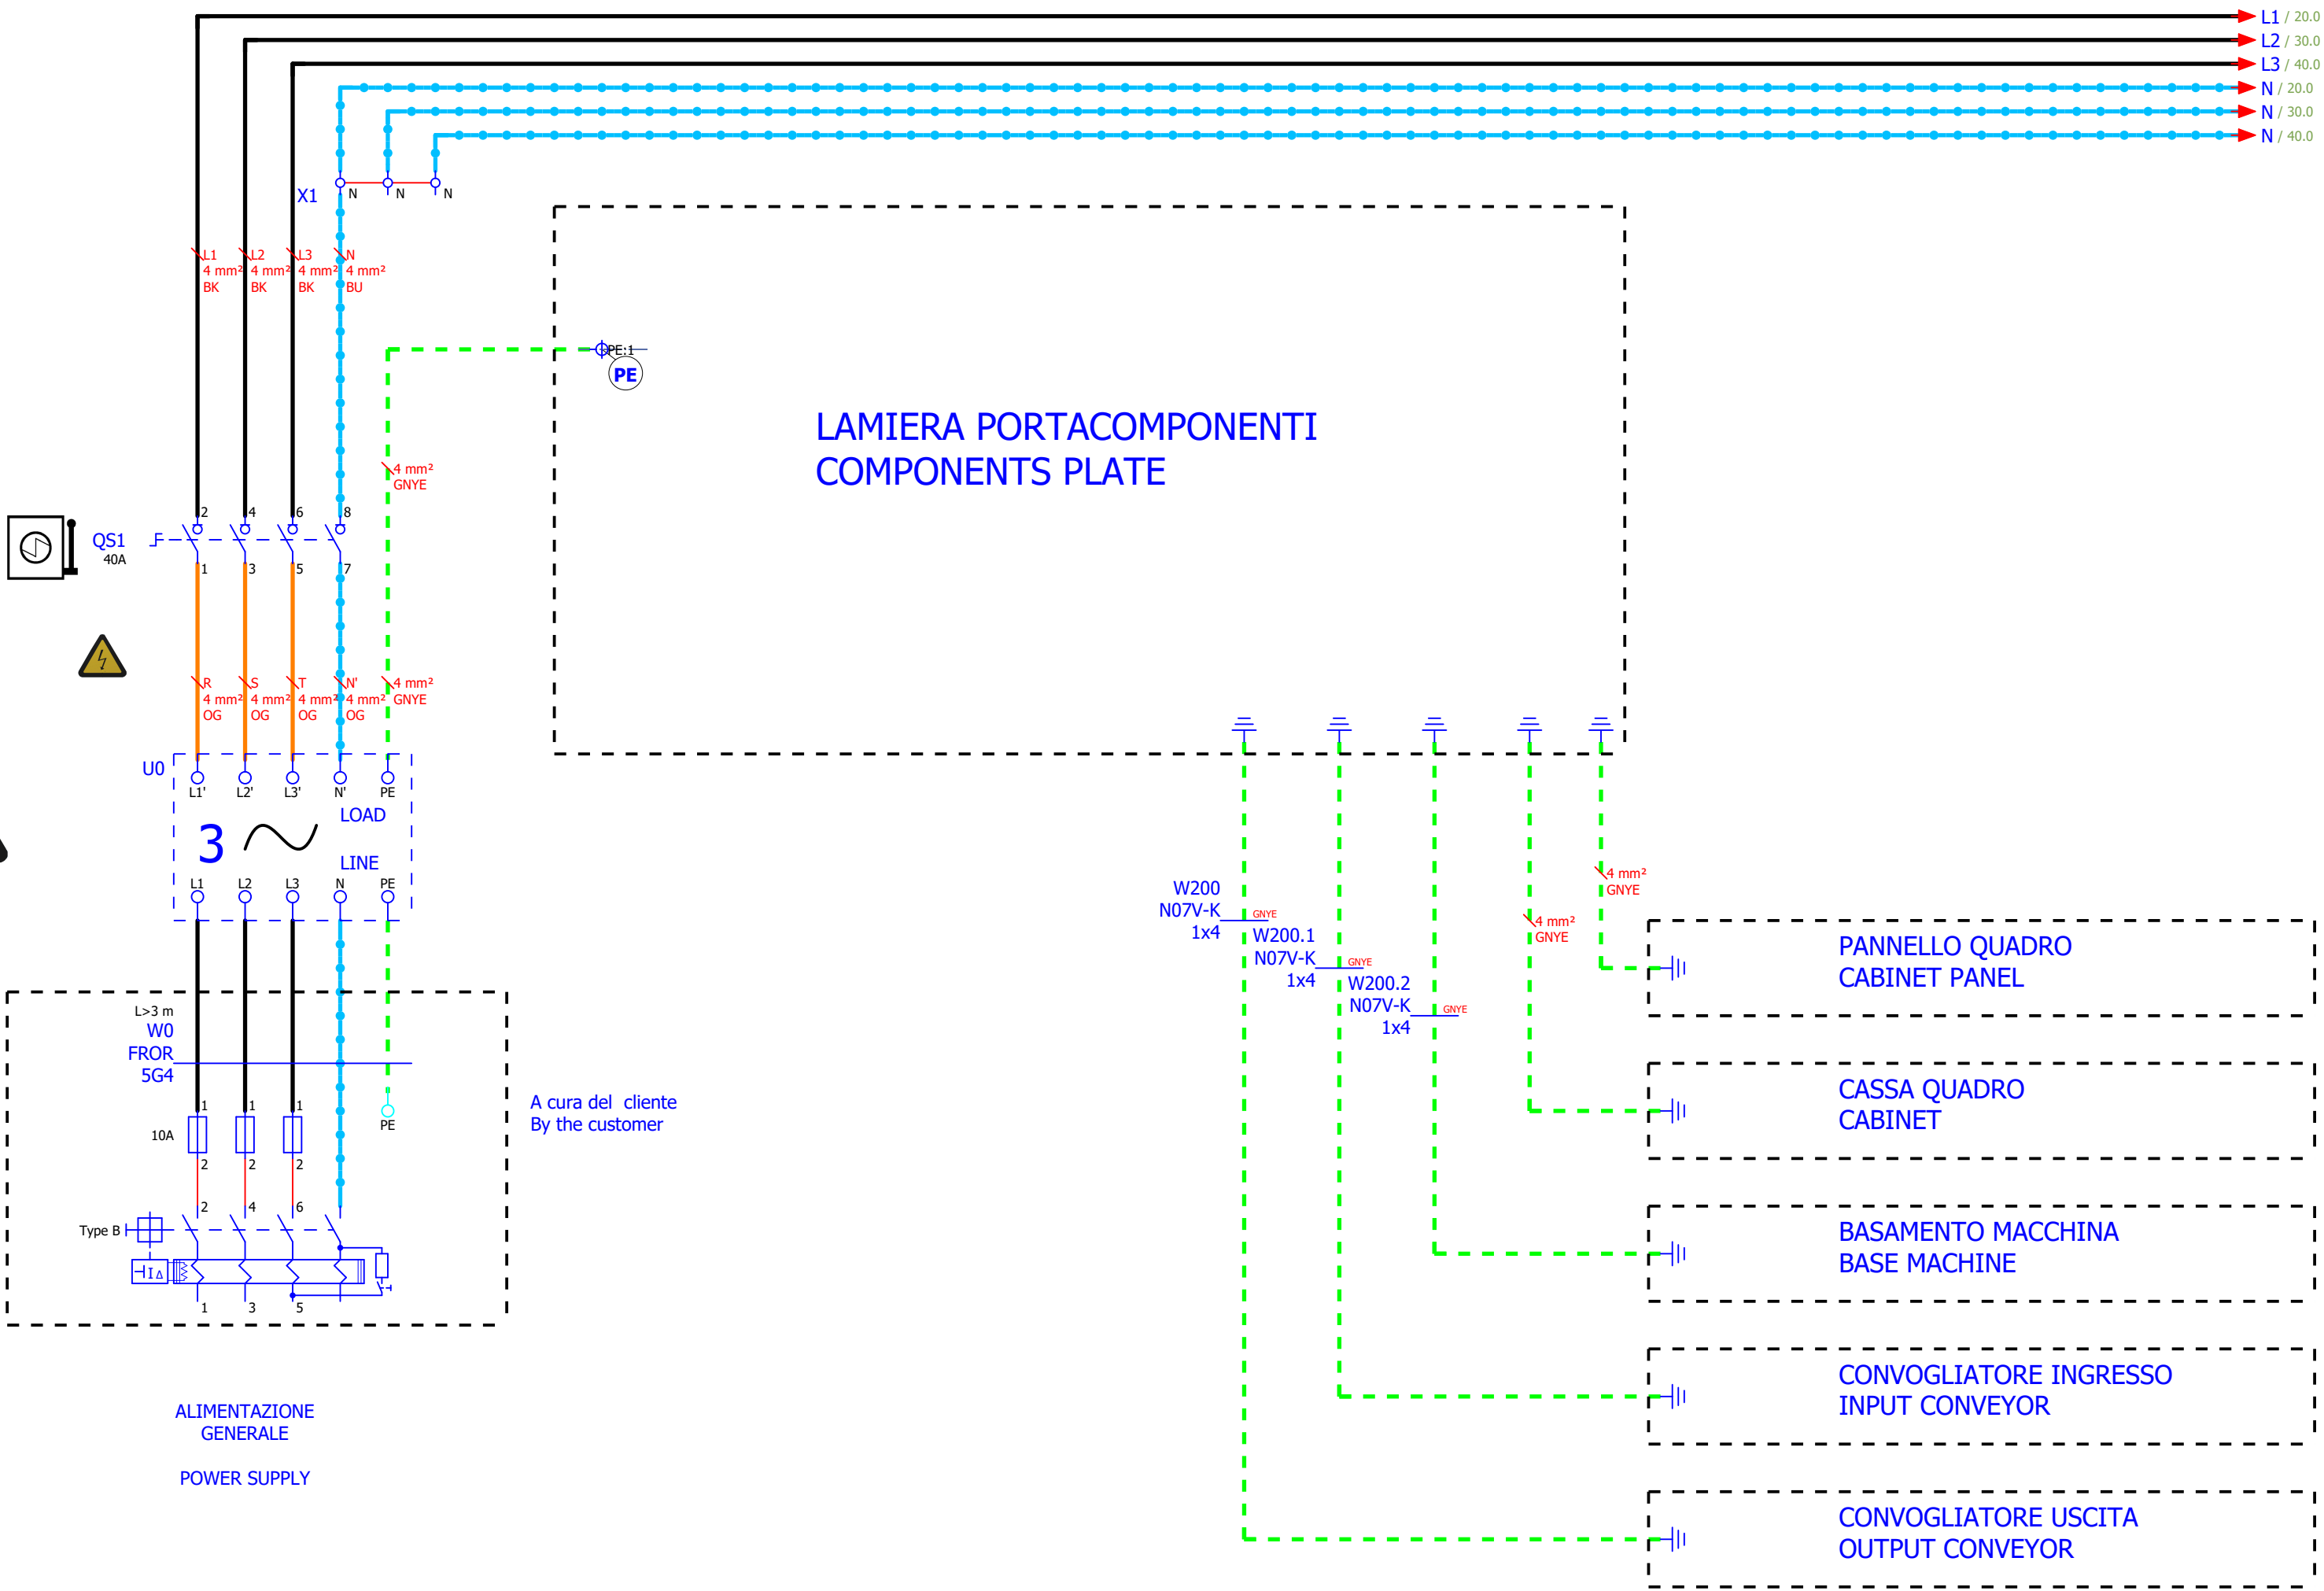 L1 / 20.0
L2 / 30.0
L3 / 40.0
N / 20.0
N / 30.0
N / 40.0
X1
N
N
N
L1
4 mm²
BK
L2
4 mm²
BK
L3
4 mm²
BK
N
4 mm²
BU
PE:1
PE
LAMIERA PORTACOMPONENTI
COMPONENTS PLATE
4 mm²
GNYE
QS1
40A
2
4
6
8
1
3
5
7
R
4 mm²
OG
S
4 mm²
OG
T
4 mm²
OG
N'
4 mm²
OG
4 mm²
GNYE
U0
L1'
L2'
L3'
N'
PE
LOAD
3
LINE
L1
L2
L3
N
PE
L>3 m
W0
FROR
5G4
10A
1
1
1
2
2
2
PE
A cura del  cliente
By the customer
Type B
2
4
6
I Δ
1
3
5
ALIMENTAZIONE
GENERALE
POWER SUPPLY
W200
N07V-K
1x4
GNYE
W200.1
N07V-K
1x4
GNYE
W200.2
N07V-K
1x4
GNYE
4 mm²
GNYE
4 mm²
GNYE
PANNELLO QUADRO
CABINET PANEL
CASSA QUADRO
CABINET
BASAMENTO MACCHINA
BASE MACHINE
CONVOGLIATORE INGRESSO
INPUT CONVEYOR
CONVOGLIATORE USCITA
OUTPUT CONVEYOR